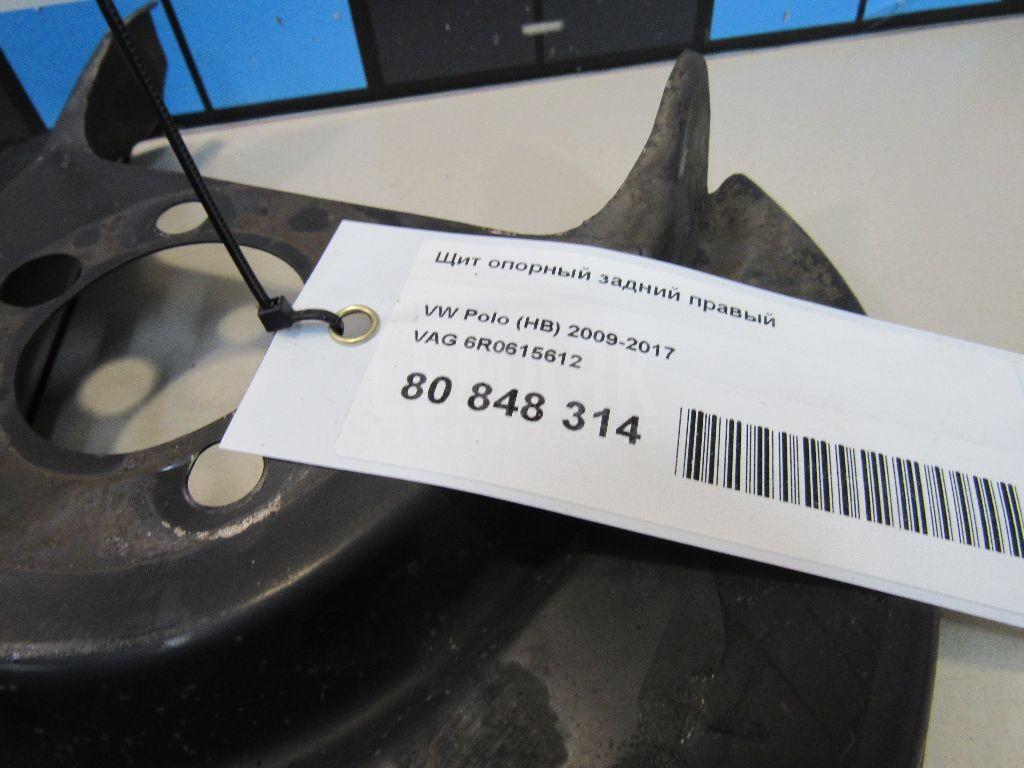 Щит опорный задний правый
VW Polo (HB) 2009-2017
VAG 6R0615612
80 848 314